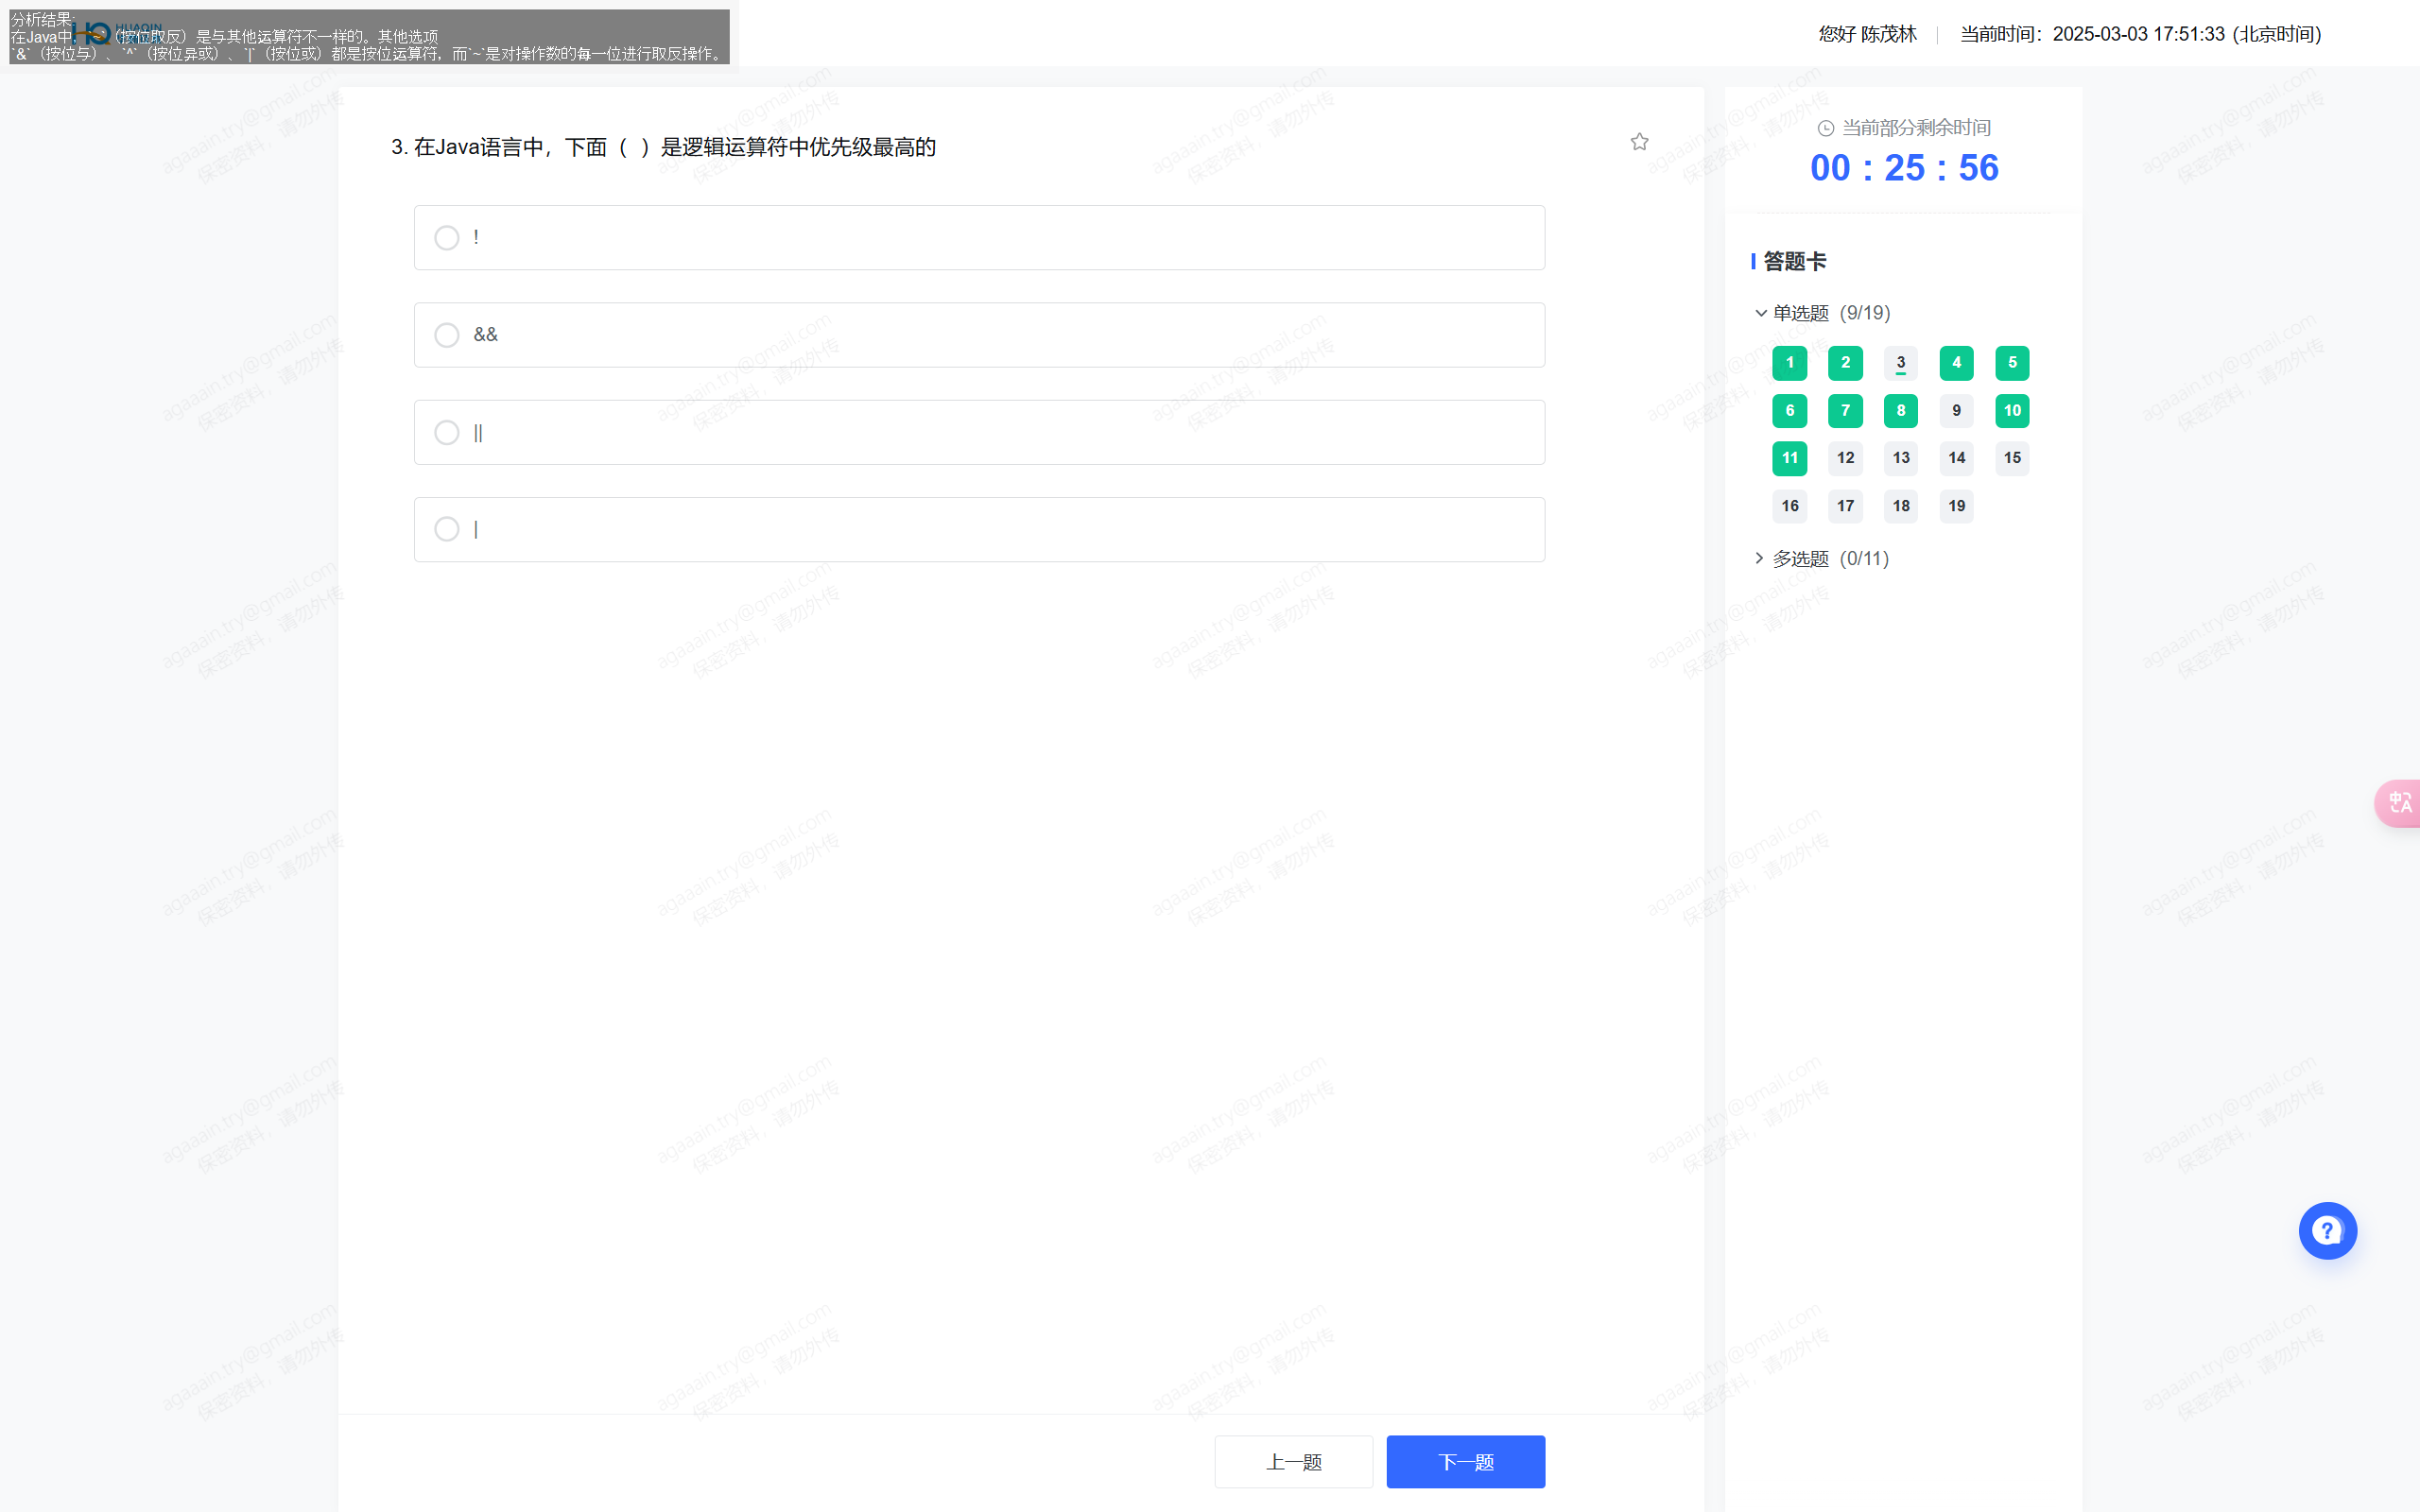 分析结果:
在Java中，`~`（按位取反）是与其他运算符不一样的。其他选项
`&`（按位与）、`^`（按位异或）、`|`（按位或）都是按位运算符，而`~`是对操作数的每一位进行取反操作。
HUAQIN
您好 陈茂林
当前时间：2025-03-03 17:51:33 (北京时间)
3. 在Java语言中，下面（ ）是逻辑运算符中优先级最高的
!
&&
||
|
上一题
下一题
当前部分剩余时间
00 : 25 : 56
答题卡
单选题 (9/19)
1 2 3 4 5
6 7 8 9 10
11 12 13 14 15
16 17 18 19
多选题 (0/11)
agaaain.try@gmail.com
保密资料，请勿外传